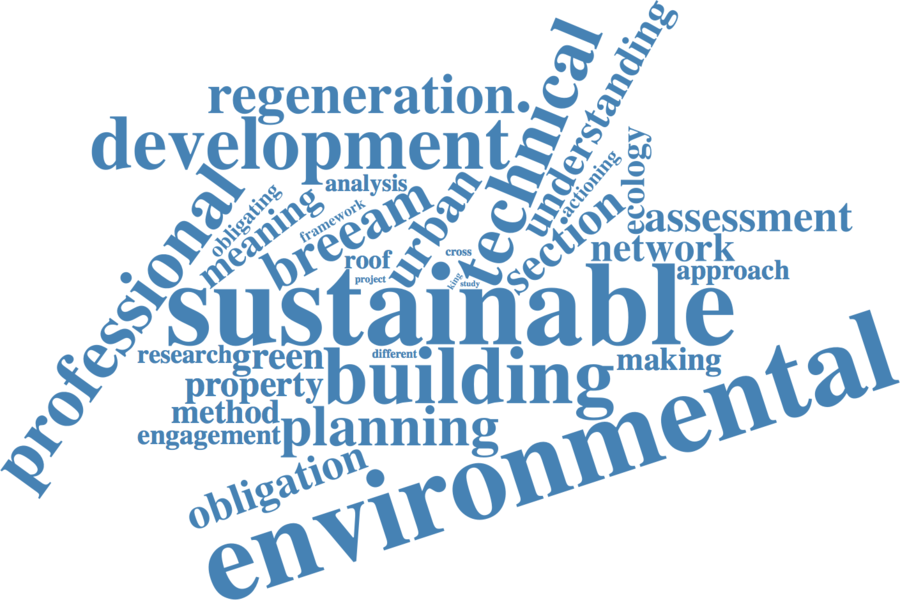 understanding
technical
regeneration.
development
ecology
actioning
professional
analysis
obligating
meaning
framework
breeam
urban
section
assessment
network
cross
roof
approach
project
king
study
sustainable
research
green
different
building
making
property
method
planning
engagement
obligation
environmental